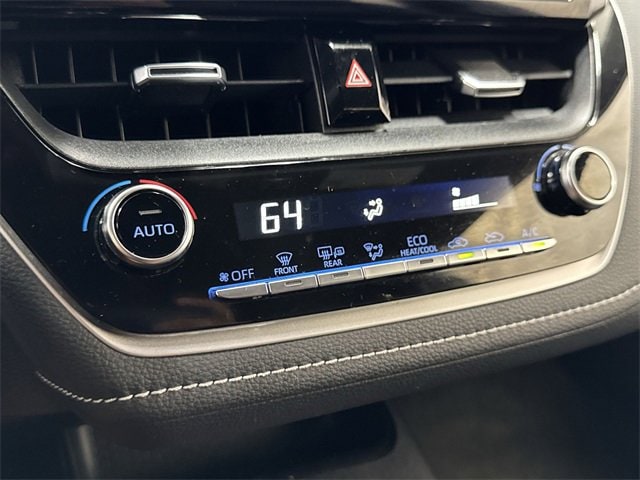 64
AUTO
OFF
FRONT
REAR
ECO
HEAT/COOL
A/C